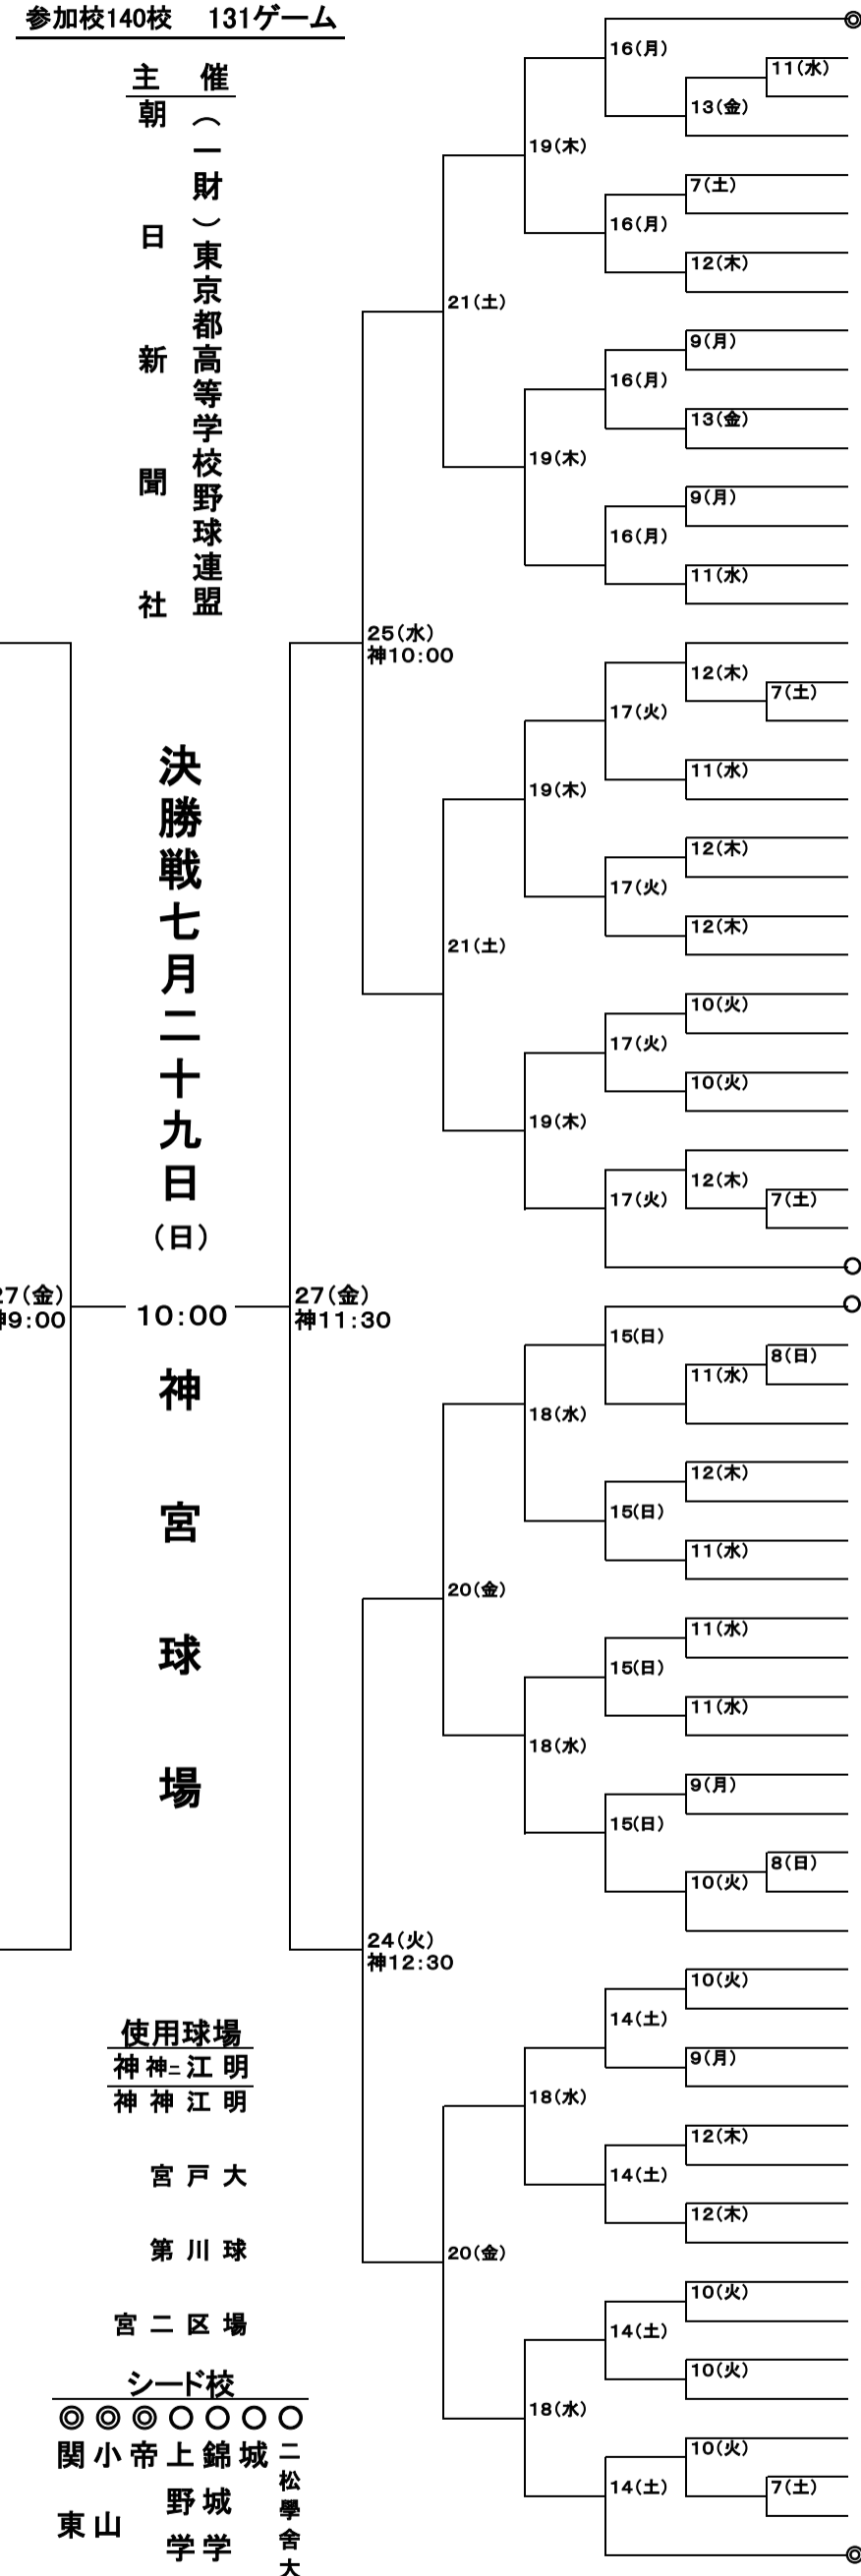 参加校140校 131ゲーム
主 催
朝日新聞社
（一財）東京都高等学校野球連盟
決勝戦七月二十九日
（日）
10:00
神宮球場
27(金)
神9:00
27(金)
神11:30
25(水)
神10:00
24(火)
神12:30
21(土)
21(土)
20(金)
20(金)
19(木)
19(木)
19(木)
19(木)
18(水)
18(水)
18(水)
18(水)
16(月)
16(月)
16(月)
16(月)
17(火)
17(火)
17(火)
17(火)
15(日)
15(日)
15(日)
15(日)
14(土)
14(土)
14(土)
14(土)
11(水)
13(金)
7(土)
12(木)
9(月)
13(金)
9(月)
11(水)
12(木)
7(土)
11(水)
12(木)
12(木)
10(火)
10(火)
12(木)
7(土)
8(日)
11(水)
12(木)
11(水)
11(水)
11(水)
9(月)
8(日)
10(火)
10(火)
9(月)
12(木)
12(木)
10(火)
10(火)
10(火)
7(土)
使用球場
神 神二 江 明
神宮
神宮第二
江戸川区
明大球場
シード校
◎ ◎ ◎ ○ ○ ○ ○
関東
小山
帝
上野学
錦城学
城
二松學舍大